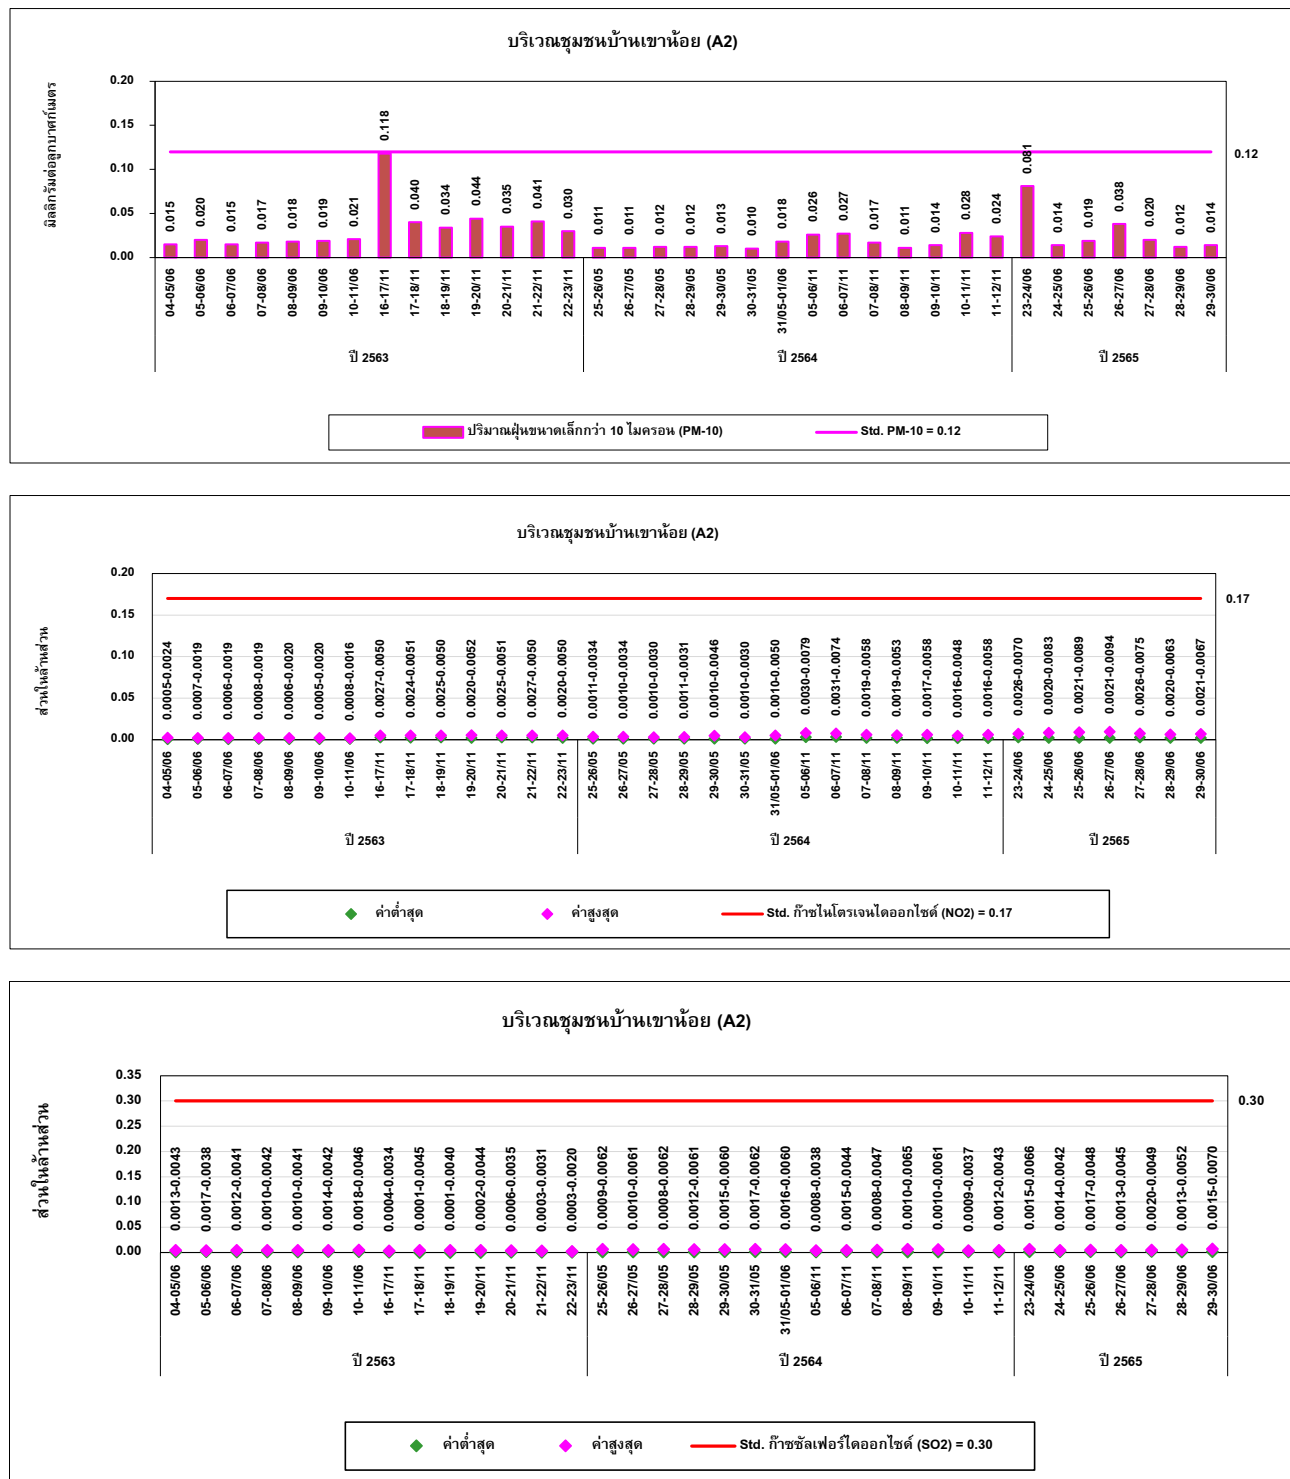 บริเวณชุมชนบ้านเขาน้อย (A2)
มิลลิกรัมต่อลูกบาศก์เมตร
0.20
0.15
0.10
0.05
0.00
0.015 0.020 0.015 0.017 0.018 0.019 0.021 0.118 0.040 0.034 0.044 0.035 0.041 0.030 0.011 0.011 0.012 0.012 0.013 0.010 0.018 0.026 0.027 0.017 0.011 0.014 0.028 0.024 0.081 0.014 0.019 0.038 0.020 0.012 0.014
0.12
04-05/06 05-06/06 06-07/06 07-08/06 08-09/06 09-10/06 10-11/06 16-17/11 17-18/11 18-19/11 19-20/11 20-21/11 21-22/11 22-23/11 25-26/05 26-27/05 27-28/05 28-29/05 29-30/05 30-31/05 31/05-01/06 05-06/11 06-07/11 07-08/11 08-09/11 09-10/11 10-11/11 11-12/11 23-24/06 24-25/06 25-26/06 26-27/06 27-28/06 28-29/06 29-30/06
ปี 2563 ปี 2564 ปี 2565
ปริมาณฝุ่นขนาดเล็กกว่า 10 ไมครอน (PM-10) Std. PM-10 = 0.12
บริเวณชุมชนบ้านเขาน้อย (A2)
ส่วนในล้านส่วน
0.20
0.15
0.10
0.05
0.00
0.0005-0.0024 0.0007-0.0019 0.0006-0.0019 0.0008-0.0019 0.0006-0.0020 0.0005-0.0020 0.0008-0.0016 0.0027-0.0050 0.0024-0.0051 0.0025-0.0050 0.0020-0.0052 0.0025-0.0051 0.0027-0.0050 0.0020-0.0050 0.0011-0.0034 0.0010-0.0034 0.0010-0.0030 0.0011-0.0031 0.0010-0.0046 0.0010-0.0030 0.0010-0.0050 0.0030-0.0079 0.0031-0.0074 0.0019-0.0058 0.0019-0.0053 0.0017-0.0058 0.0016-0.0048 0.0016-0.0058 0.0026-0.0070 0.0020-0.0083 0.0021-0.0089 0.0021-0.0094 0.0026-0.0075 0.0020-0.0063 0.0021-0.0067
0.17
04-05/06 05-06/06 06-07/06 07-08/06 08-09/06 09-10/06 10-11/06 16-17/11 17-18/11 18-19/11 19-20/11 20-21/11 21-22/11 22-23/11 25-26/05 26-27/05 27-28/05 28-29/05 29-30/05 30-31/05 31/05-01/06 05-06/11 06-07/11 07-08/11 08-09/11 09-10/11 10-11/11 11-12/11 23-24/06 24-25/06 25-26/06 26-27/06 27-28/06 28-29/06 29-30/06
ปี 2563 ปี 2564 ปี 2565
ค่าต่ำสุด ค่าสูงสุด Std. ก๊าซไนโตรเจนไดออกไซด์ (NO2) = 0.17
บริเวณชุมชนบ้านเขาน้อย (A2)
ส่วนในล้านส่วน
0.35
0.30
0.25
0.20
0.15
0.10
0.05
0.00
0.0013-0.0043 0.0017-0.0038 0.0012-0.0041 0.0010-0.0042 0.0010-0.0041 0.0014-0.0042 0.0018-0.0046 0.0004-0.0034 0.0001-0.0045 0.0001-0.0040 0.0002-0.0044 0.0006-0.0035 0.0003-0.0031 0.0003-0.0020 0.0009-0.0062 0.0010-0.0061 0.0008-0.0062 0.0012-0.0061 0.0015-0.0060 0.0017-0.0062 0.0016-0.0060 0.0008-0.0038 0.0015-0.0044 0.0008-0.0047 0.0010-0.0065 0.0010-0.0061 0.0009-0.0037 0.0012-0.0043 0.0015-0.0066 0.0014-0.0042 0.0017-0.0048 0.0013-0.0045 0.0020-0.0049 0.0013-0.0052 0.0015-0.0070
0.30
04-05/06 05-06/06 06-07/06 07-08/06 08-09/06 09-10/06 10-11/06 16-17/11 17-18/11 18-19/11 19-20/11 20-21/11 21-22/11 22-23/11 25-26/05 26-27/05 27-28/05 28-29/05 29-30/05 30-31/05 31/05-01/06 05-06/11 06-07/11 07-08/11 08-09/11 09-10/11 10-11/11 11-12/11 23-24/06 24-25/06 25-26/06 26-27/06 27-28/06 28-29/06 29-30/06
ปี 2563 ปี 2564 ปี 2565
ค่าต่ำสุด ค่าสูงสุด Std. ก๊าซซัลเฟอร์ไดออกไซด์ (SO2) = 0.30